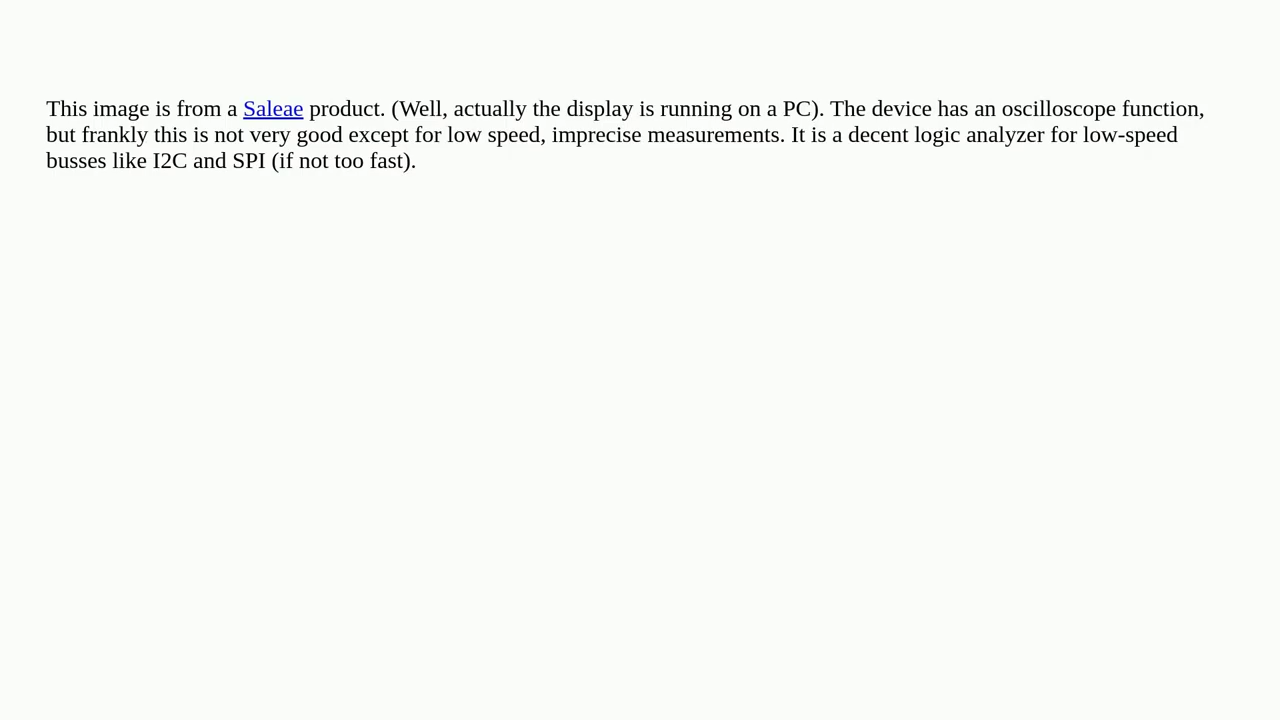 This image is from a Saleae product. (Well, actually the display is running on a PC). The device has an oscilloscope function,
but frankly this is not very good except for low speed, imprecise measurements. It is a decent logic analyzer for low-speed
busses like I2C and SPI (if not too fast).